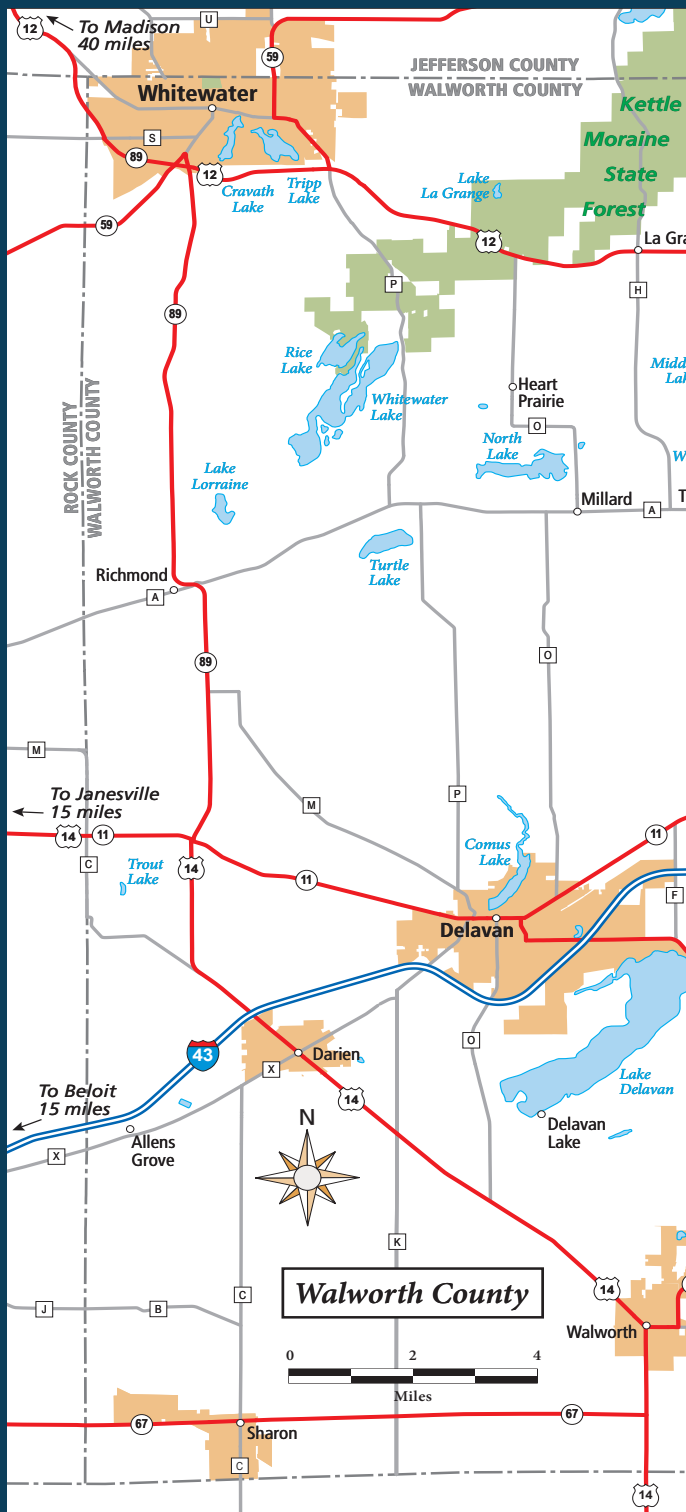 U
12
To Madison
40 miles
59
JEFFERSON COUNTY
WALWORTH COUNTY
Whitewater
Kettle
Moraine
State
Forest
S
89
12
Cravath
Lake
Tripp
Lake
Lake
La Grange
59
12
La Gra
P
H
89
Rice
Lake
Whitewater
Lake
Midd
Lak
Heart
Prairie
O
North
Lake
W
ROCK COUNTY
WALWORTH COUNTY
Lake
Lorraine
Millard
A
T
Turtle
Lake
Richmond
A
89
O
M
To Janesville
15 miles
M
P
14
11
11
C
Trout
Lake
14
11
Comus
Lake
F
Delavan
43
Darien
X
O
Lake
Delavan
To Beloit
15 miles
14
Allens
Grove
X
N
Delavan
Lake
K
Walworth County
C
14
J
B
Walworth
0
2
4
Miles
67
Sharon
67
C
14